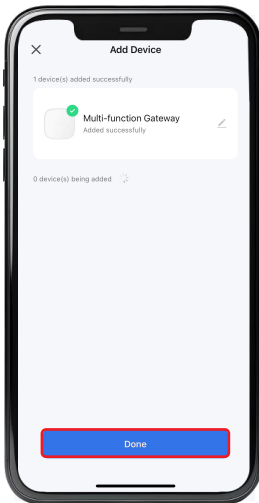 Add Device
1 device(s) added successfully
Multi-function Gateway
Added successfully
0 device(s) being added
Done